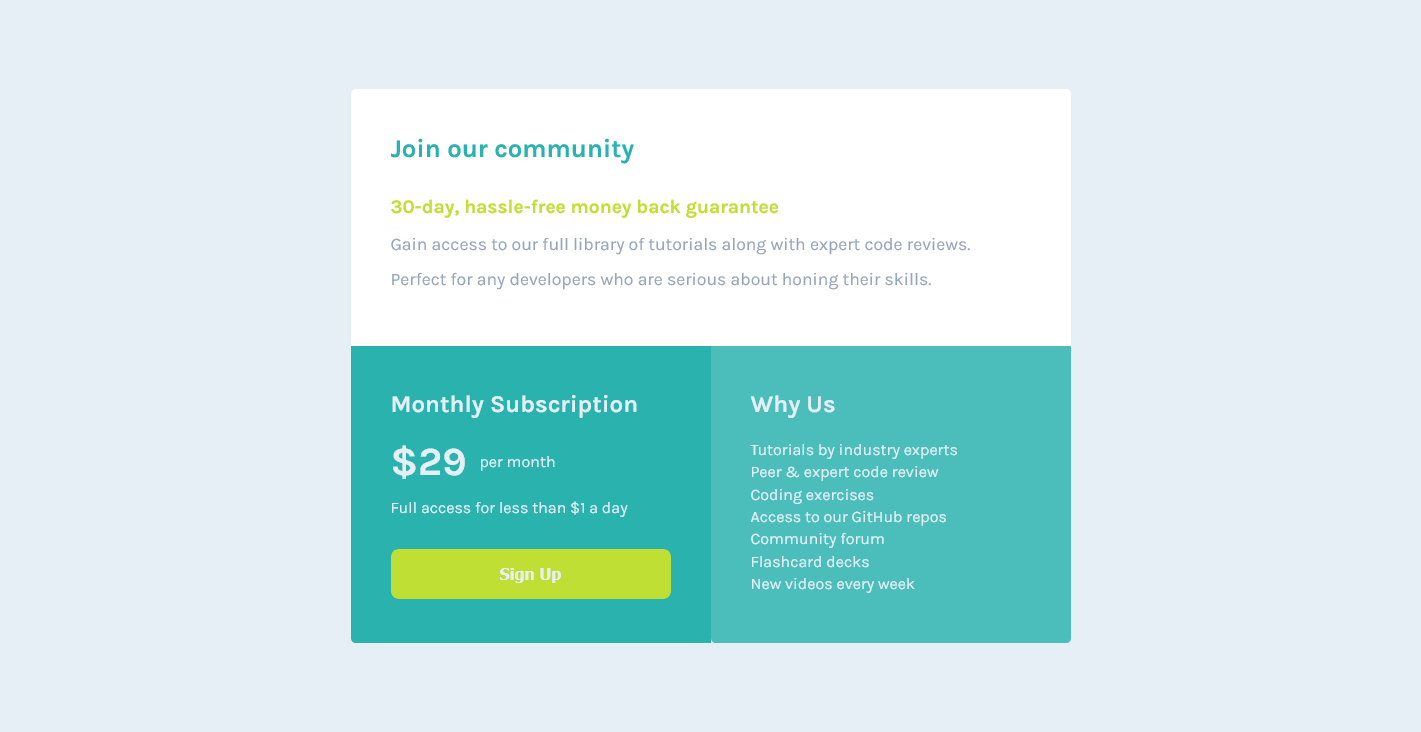 Join our community
30-day, hassle-free money back guarantee
Gain access to our full library of tutorials along with expert code reviews.
Perfect for any developers who are serious about honing their skills.
Monthly Subscription
$29 per month
Full access for less than $1 a day
Sign Up
Why Us
Tutorials by industry experts
Peer & expert code review
Coding exercises
Access to our GitHub repos
Community forum
Flashcard decks
New videos every week